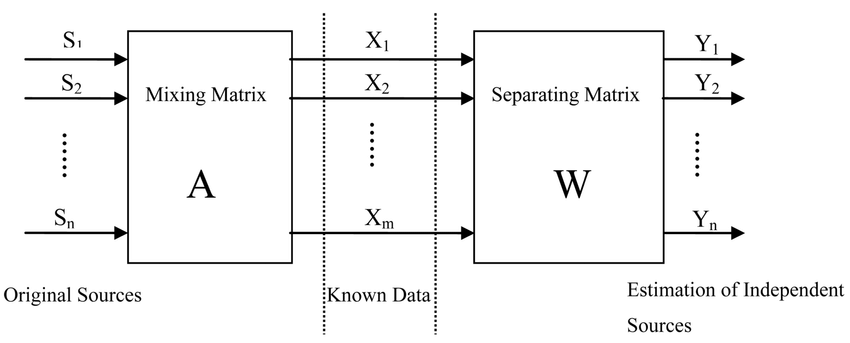 S₁ X₁ Y₁
S₂ X₂ Y₂
Mixing Matrix Separating Matrix
A W
Sₙ Xₘ Yₙ
Original Sources Known Data Estimation of Independent
Sources